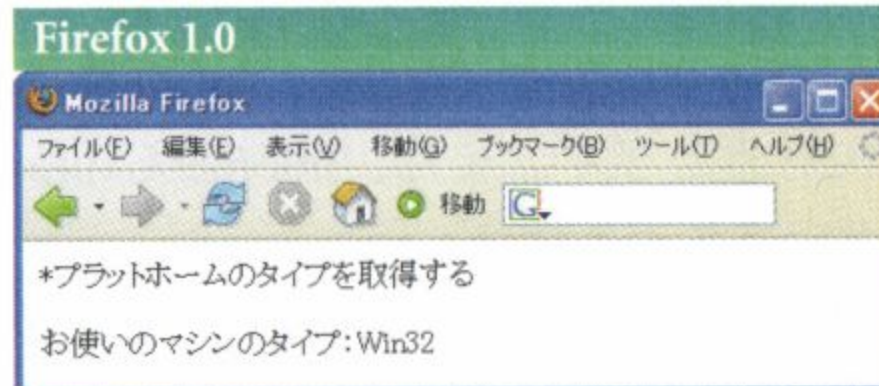 Firefox 1.0
Mozilla Firefox
ファイル(F) 編集(E) 表示(V) 移動(G) ブックマーク(B) ツール(T) ヘルプ(H)
移動 G
*プラットホームのタイプを取得する
お使いのマシンのタイプ:Win32